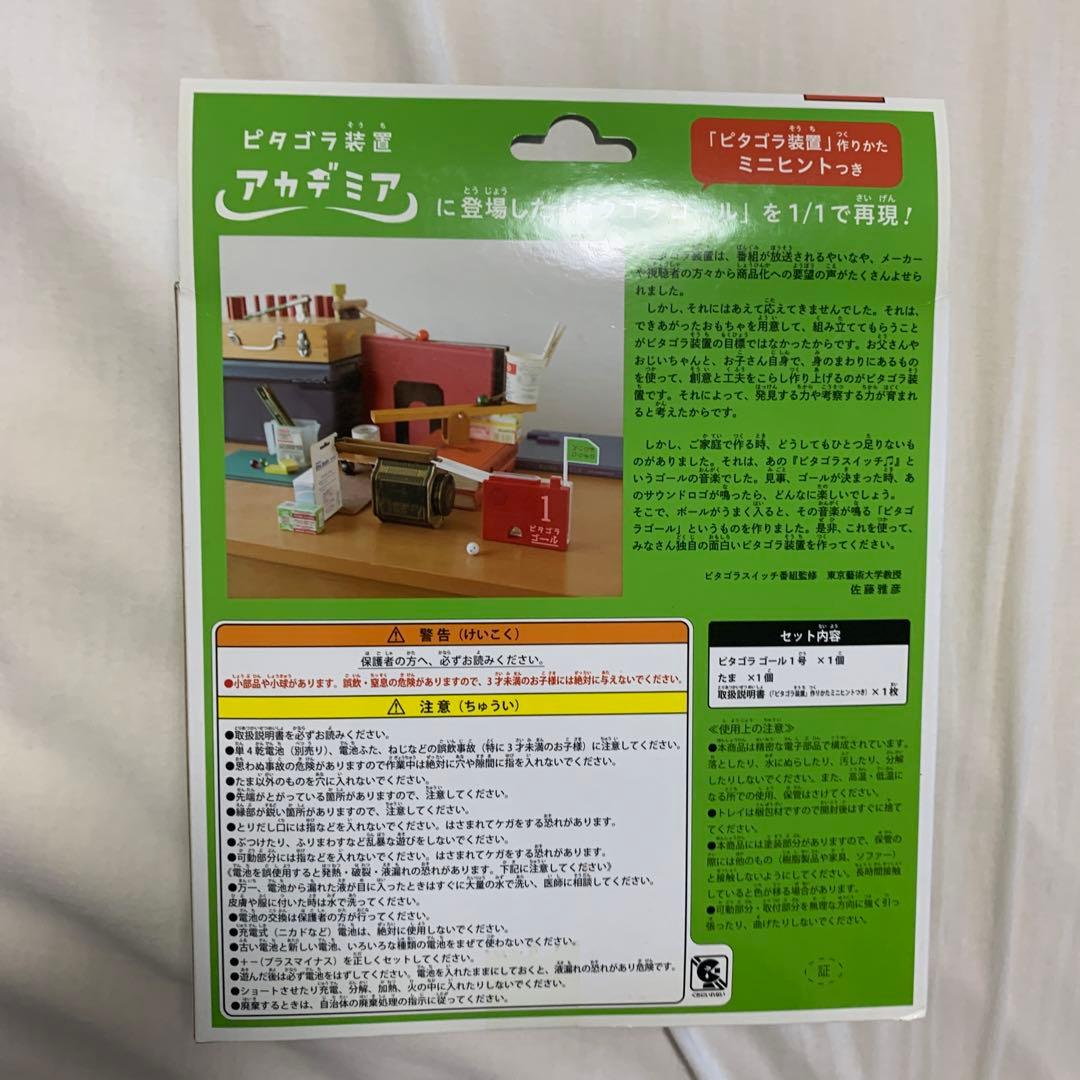 ピタゴラ装置
アカデミア
に登場した「ピタゴラ ゴール」を1/1で再現!
「ピタゴラ装置」作りかた
ミニヒントつき
ピタゴラ装置は、番組が放送されるやいなや、メーカー
や視聴者の方々から商品化への要望の声がたくさんよせら
れました。
しかし、それにはあえて応えてきませんでした。それは、
できあがったおもちゃを用意して、組み立ててもらうこと
がピタゴラ装置の目標ではなかったからです。お父さんや
おじいちゃんと、お子さん自身で、身のまわりにあるもの
を使って、創意と工夫をこらし作り上げるのがピタゴラ装
置です。それによって、発見する力や考察する力が育まれ
ると考えたからです。
しかし、ご家庭で作る時、どうしてもひとつ足りないも
のがありました。それは、あの『ピタゴラスイッチ♫』と
いうゴールの音楽でした。見事、ゴールが決まった時、あ
のサウンドロゴが鳴ったら、どんなに楽しいでしょう。
そこで、ボールがうまく入ると、その音楽が鳴る「ピタゴ
ラゴール」というものを作りました。是非、これを使って、
みなさん独自の面白いピタゴラ装置を作ってください。
ピタゴラスイッチ番組監修 東京藝術大学教授
佐藤雅彦
1
ピタゴラ
ゴール
⚠ 警告(けいこく)
保護者の方へ、必ずお読みください。
●小部品や小球があります。誤飲・窒息の危険がありますので、3才未満のお子様には絶対に与えないでください。
⚠ 注意(ちゅうい)
●取扱説明書を必ずお読みください。
●単4乾電池(別売り)、電池ふた、ねじなどの誤飲事故(特に3才未満のお子様)に注意してください。
●思わぬ事故の危険がありますので作業中は絶対に穴や隙間に指を入れないでください。
●たま以外のものを穴に入れないでください。
●先端がとがっている箇所がありますので、注意してください。
●縁部が鋭い箇所がありますので、注意してください。
●とりだし口には指などを入れないでください。はさまれてケガをする恐れがあります。
●ぶつけたり、ふりまわすなど乱暴な遊びをしないでください。
●可動部分には指などを入れないでください。はさまれてケガをする恐れがあります。
《電池を誤使用すると発熱・破裂・液漏れの恐れがあります。下記に注意してください》
●万一、電池から漏れた液が目に入ったときはすぐに大量の水で洗い、医師に相談してください。
皮膚や服に付いた時は水で洗ってください。
●電池の交換は保護者の方が行ってください。
●充電式(ニカドなど)電池は、絶対に使用しないでください。
●古い電池と新しい電池、いろいろな種類の電池をまぜて使わないでください。
●+-(プラスマイナス)を正しくセットしてください。
●遊んだ後は必ず電池をはずしてください。電池を入れたままにしておくと、液漏れの恐れがあり危険です。
●ショートさせたり充電、分解、加熱、火の中に入れたりしないでください。
●廃棄するときは、自治体の廃棄処理の指示に従ってください。
セット内容
ピタゴラ ゴール1号 ×1個
たま ×1個
取扱説明書(「ピタゴラ装置」作りかたミニヒントつき)×1枚
≪使用上の注意≫
●本商品は精密な電子部品で構成されています。
落としたり、水にぬらしたり、汚したり、分解
したりしないでください。また、高温・低温に
なる所での使用、保管はさけてください。
●トレイは梱包材ですので開封後はすぐに捨て
てください。
●本商品には塗装部分がありますので、保管の
際には他のもの(樹脂製品や家具、ソファー)
と接触しないようにしてください。長時間接触
していると色が移る場合があります。
●可動部分・取付部分を無理な方向に強く引っ
張ったり、曲げたりしないでください。
くちにいれない
証